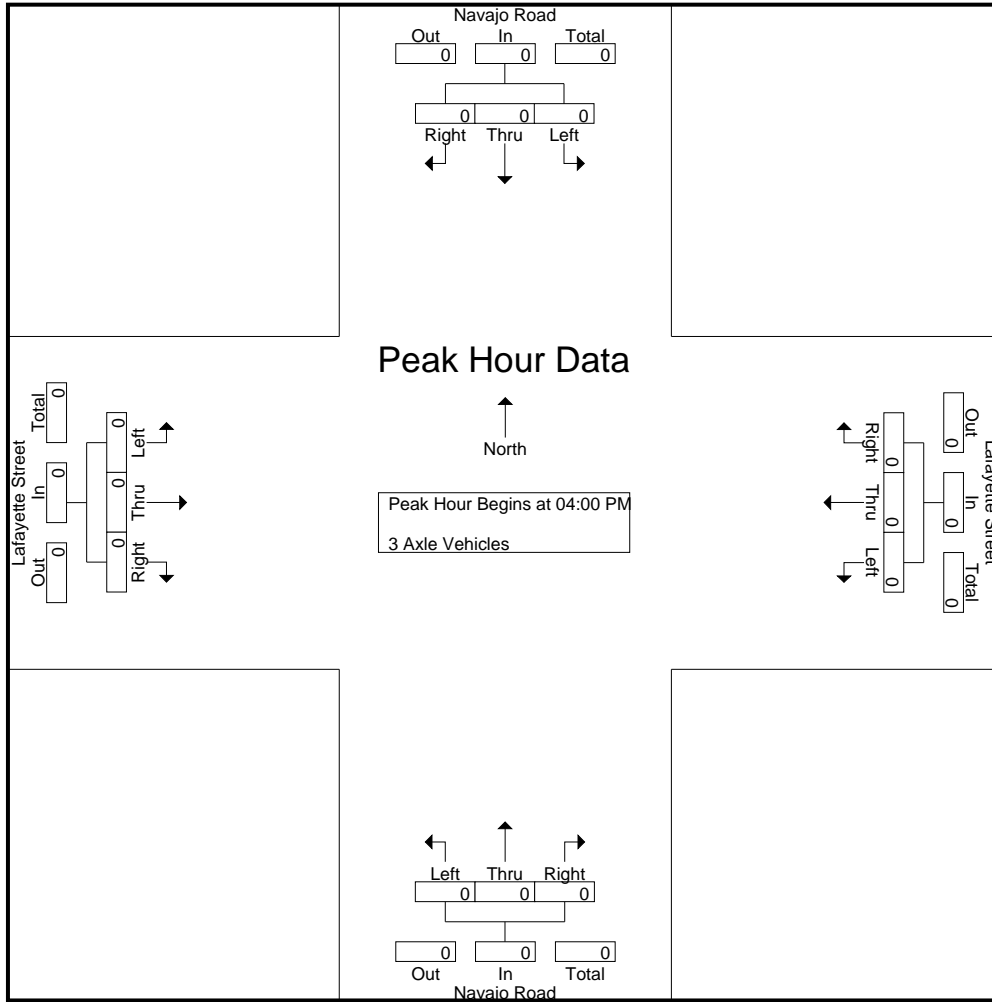 Navajo Road
Out In Total
0 0 0
0 0 0
Right Thru Left
Peak Hour Data
North
Peak Hour Begins at 04:00 PM
3 Axle Vehicles
Lafayette Street
Total In Out
0 0 0
0 0 0
Left Thru Right
Right Thru Left
0 0 0
0 0 0
Out In Total
Lafayette Street
Left Thru Right
0 0 0
0 0 0
Out In Total
Navajo Road